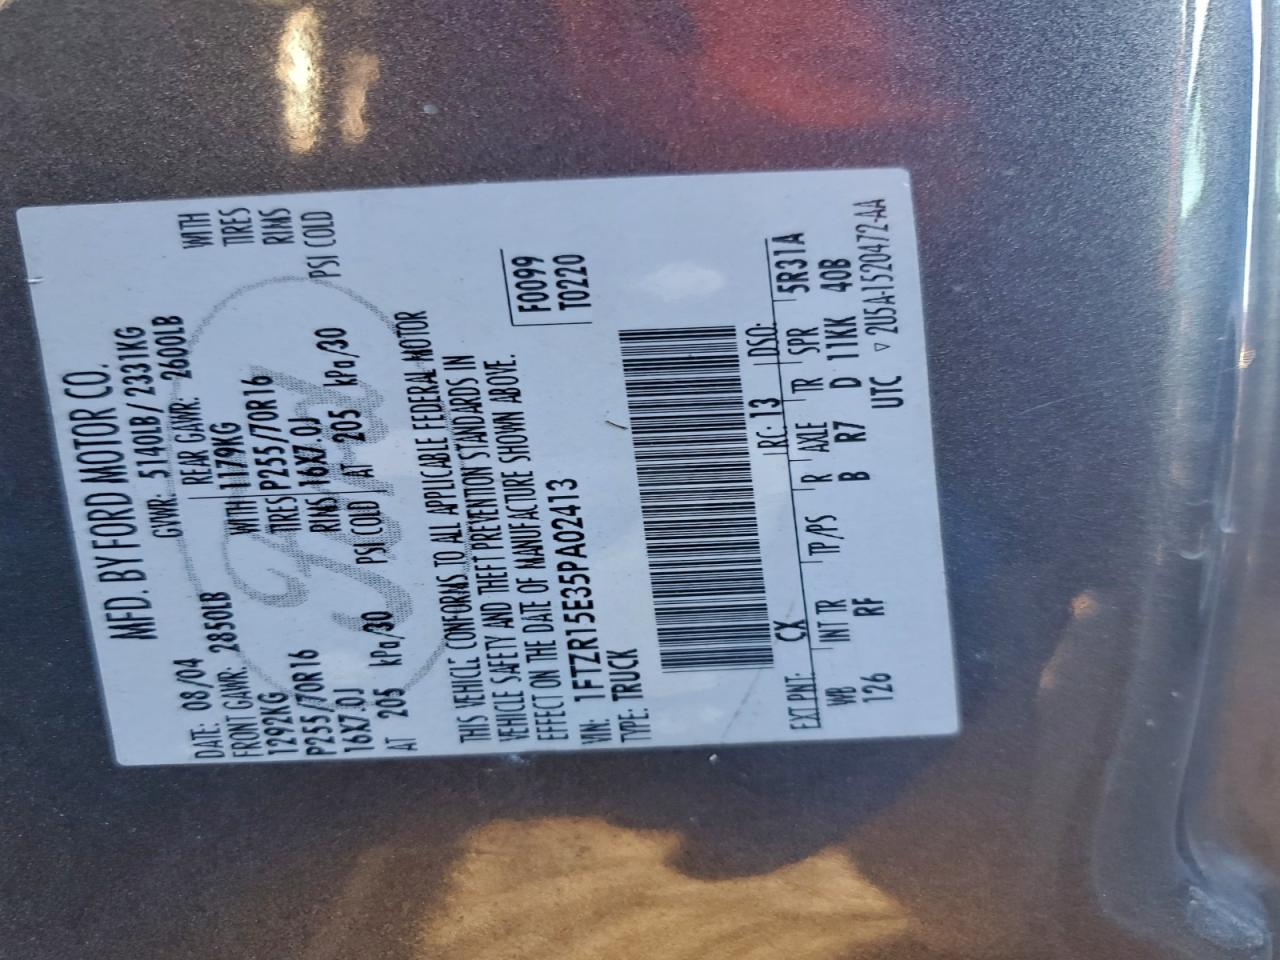 MFD. BY FORD MOTOR CO.
DATE: 08/04 GVWR: 5140LB/ 2331KG
FRONT GAWR: 2850LB REAR GAWR: 2600LB WITH
1292KG WITH 1179KG TIRES
P255/70R16 TIRES P255/70R16 RIMS
16X7.0J RIMS 16X7.0J PSI COLD
AT 205 kPa/30 PSI COLD AT 205 kPa/30
Ford
THIS VEHICLE CONFORMS TO ALL APPLICABLE FEDERAL MOTOR
VEHICLE SAFETY AND THEFT PREVENTION STANDARDS IN
EFFECT ON THE DATE OF MANUFACTURE SHOWN ABOVE.
VIN: 1FTZR15E35PA02413 F0099
TYPE: TRUCK T0220
EXT PNT: CX RC: 13 DSO:
WB INT TR TP/PS R AXLE TR SPR 5R31A
126 RF B R7 D 11KK 40B
UTC ▽ 2U5A-1520472-AA